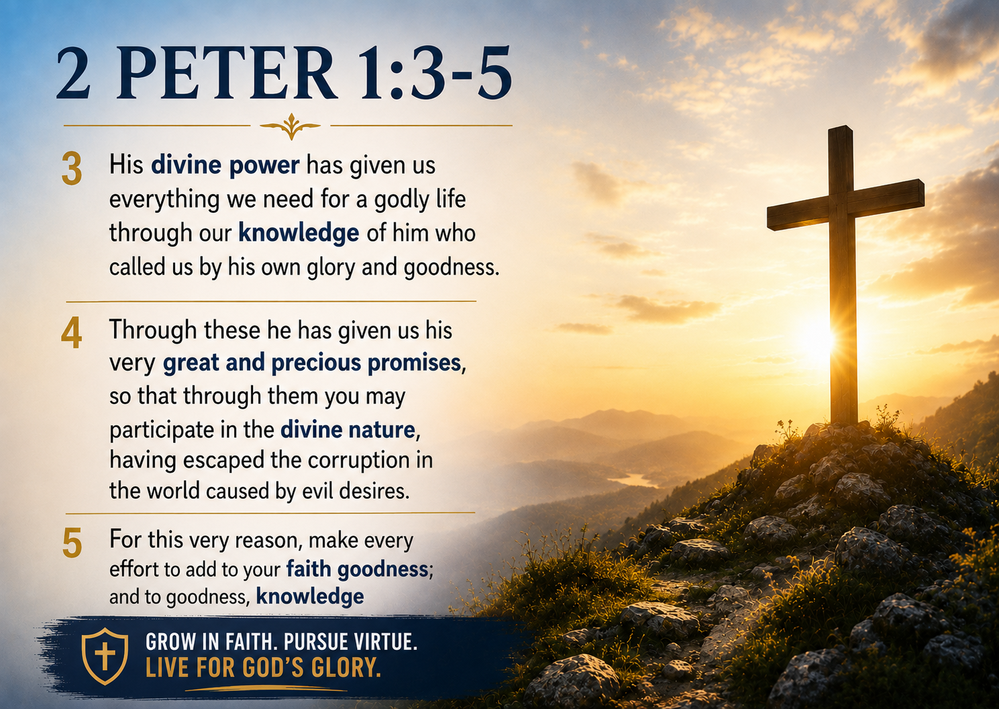 2 PETER 1:3-5
3 His divine power has given us
everything we need for a godly life
through our knowledge of him who
called us by his own glory and goodness.
4 Through these he has given us his
very great and precious promises,
so that through them you may
participate in the divine nature,
having escaped the corruption in
the world caused by evil desires.
5 For this very reason, make every
effort to add to your faith goodness;
and to goodness, knowledge
GROW IN FAITH. PURSUE VIRTUE.
LIVE FOR GOD'S GLORY.